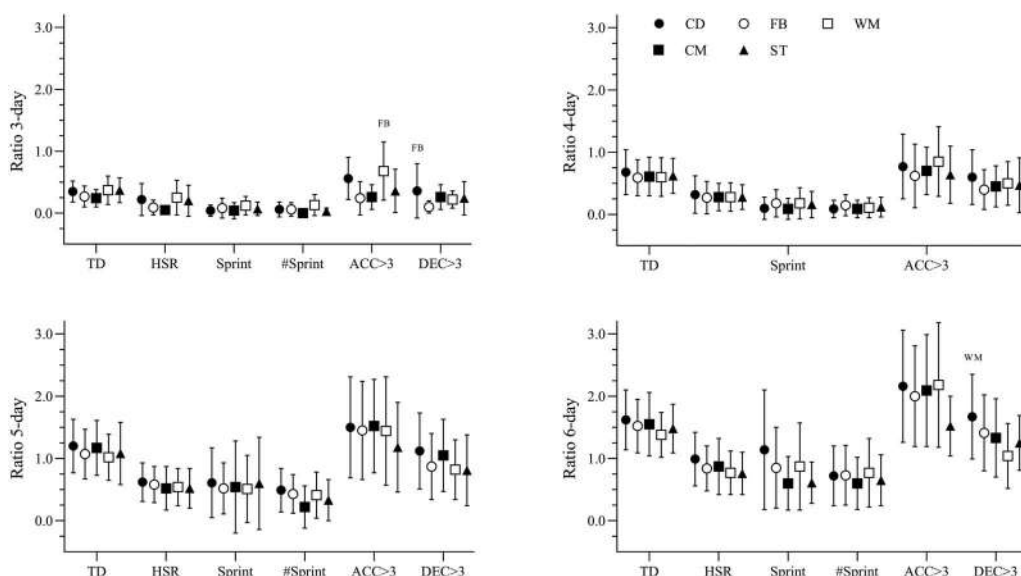 3.0
2.0
1.0
0.0
Ratio 3-day
FB
FB
TD HSR Sprint #Sprint ACC>3 DEC>3
CD FB WM
CM ST
3.0
2.0
1.0
0.0
Ratio 4-day
TD Sprint ACC>3
3.0
2.0
1.0
0.0
Ratio 5-day
TD HSR Sprint #Sprint ACC>3 DEC>3
3.0
2.0
1.0
0.0
Ratio 6-day
WM
TD HSR Sprint #Sprint ACC>3 DEC>3